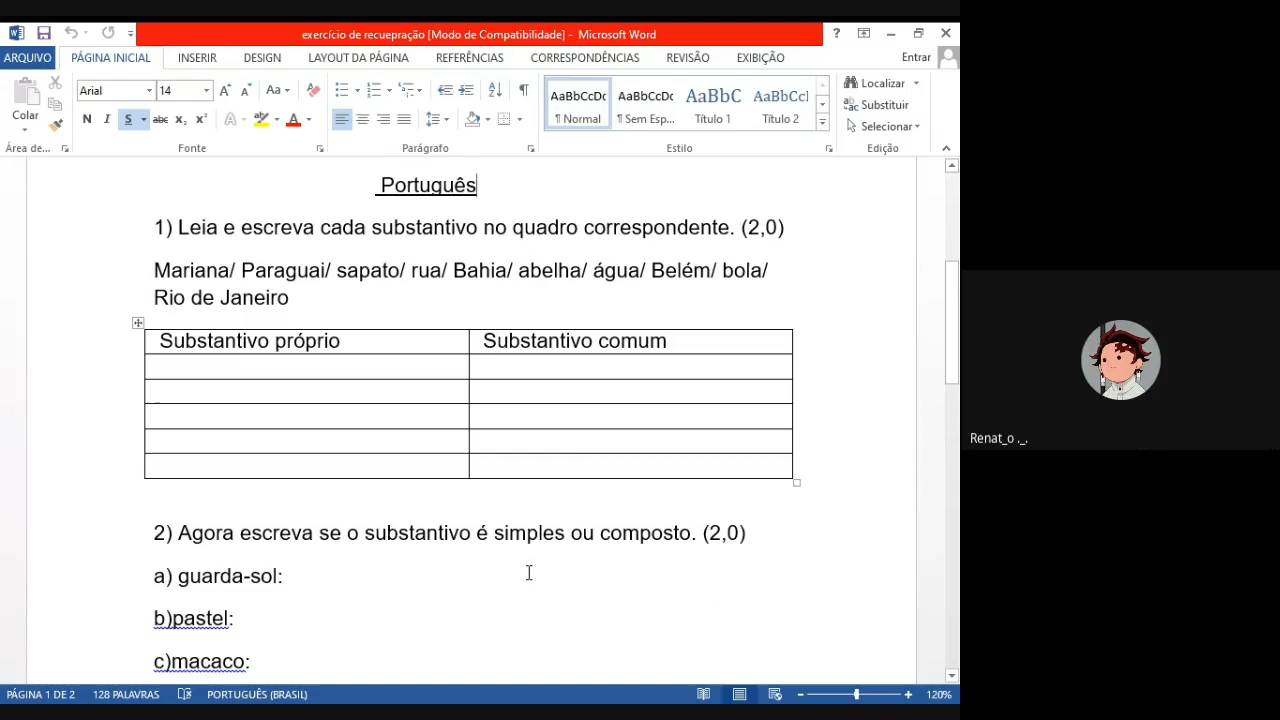 exercício de recuepração [Modo de Compatibilidade] - Microsoft Word
ARQUIVO PÁGINA INICIAL INSERIR DESIGN LAYOUT DA PÁGINA REFERÊNCIAS CORRESPONDÊNCIAS REVISÃO EXIBIÇÃO Entrar
Colar
Arial 14
N I S abc x₂ x² A A
Aa
AaBbCcDc AaBbCcDc AaBbC AaBbCcl
¶ Normal ¶ Sem Esp... Título 1 Título 2
Localizar
Substituir
Selecionar
Área de... Fonte Parágrafo Estilo Edição
Português
1) Leia e escreva cada substantivo no quadro correspondente. (2,0)
Mariana/ Paraguai/ sapato/ rua/ Bahia/ abelha/ água/ Belém/ bola/
Rio de Janeiro
Substantivo próprio Substantivo comum
2) Agora escreva se o substantivo é simples ou composto. (2,0)
a) guarda-sol:
b)pastel:
c)macaco:
Renat_o ._.
PÁGINA 1 DE 2 128 PALAVRAS PORTUGUÊS (BRASIL) 120%